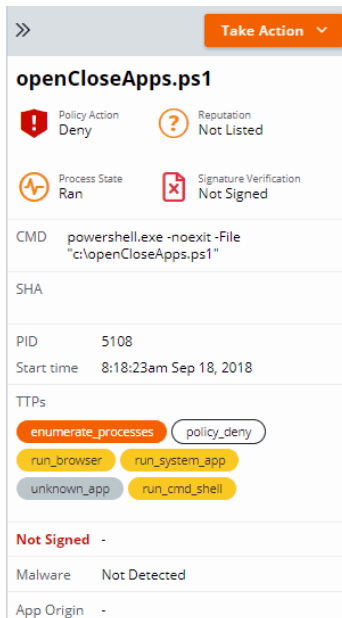 Take Action
openCloseApps.ps1
Policy Action
Deny
Reputation
Not Listed
Process State
Ran
Signature Verification
Not Signed
CMD powershell.exe -noexit -File
"c:\openCloseApps.ps1"
SHA
PID 5108
Start time 8:18:23am Sep 18, 2018
TTPs
enumerate_processes policy_deny
run_browser run_system_app
unknown_app run_cmd_shell
Not Signed -
Malware Not Detected
App Origin -